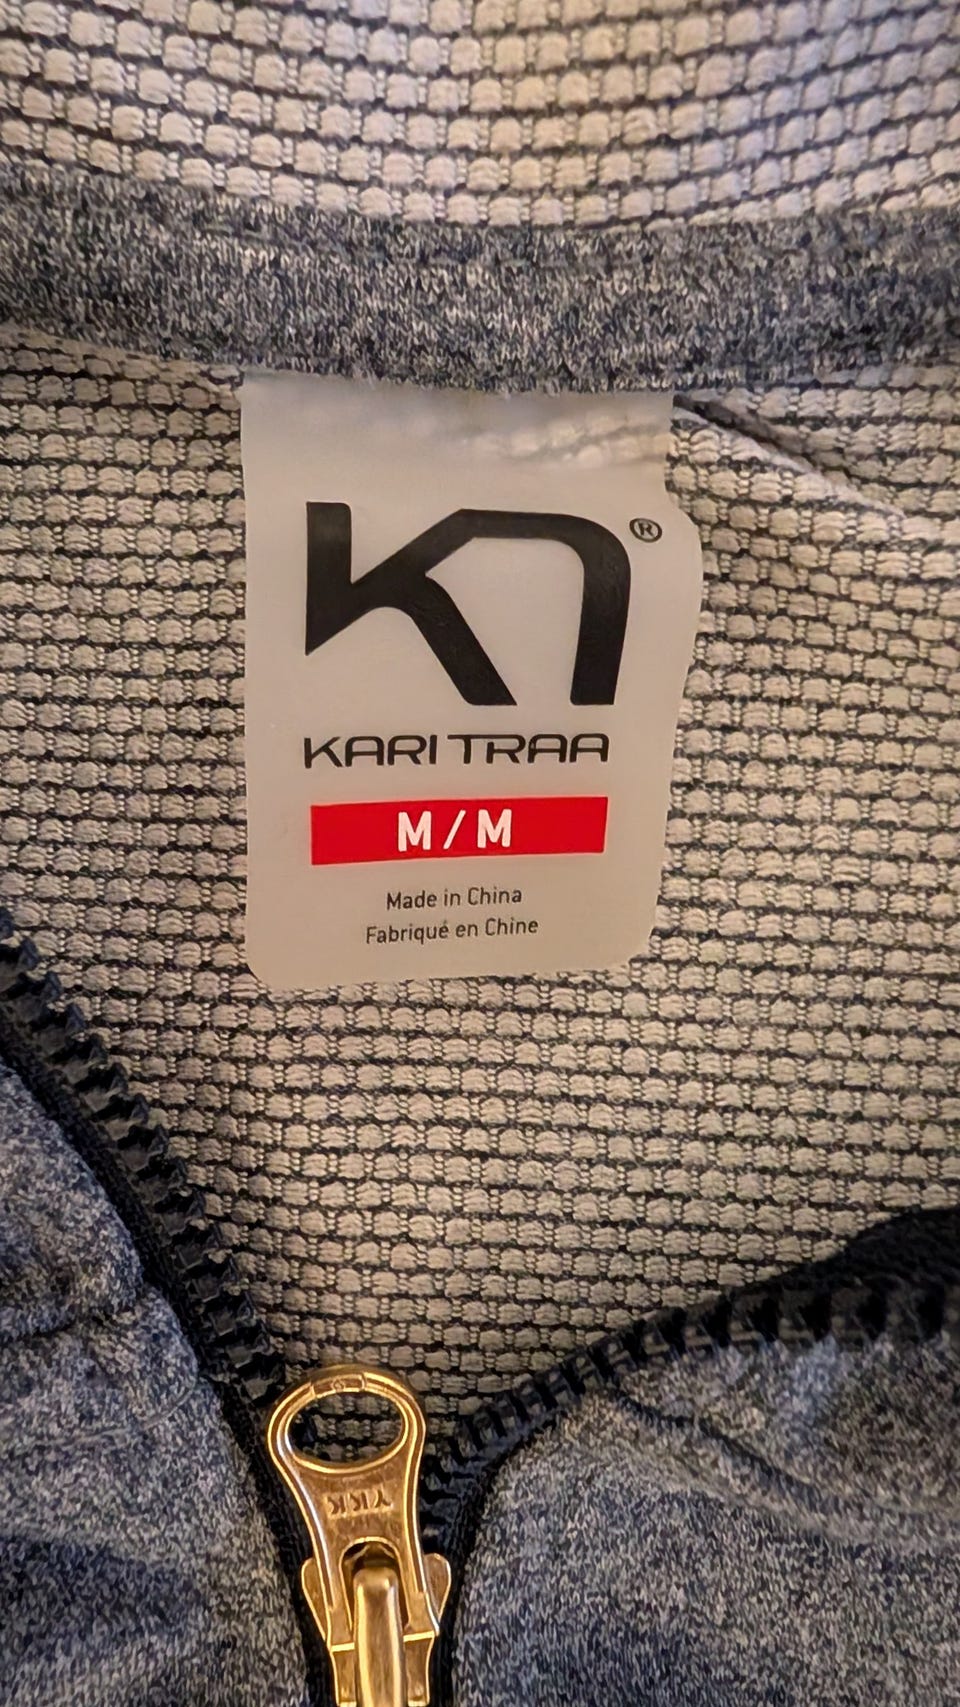 ®
KARI TRAA
M/M
Made in China
Fabriqué en Chine
YKK